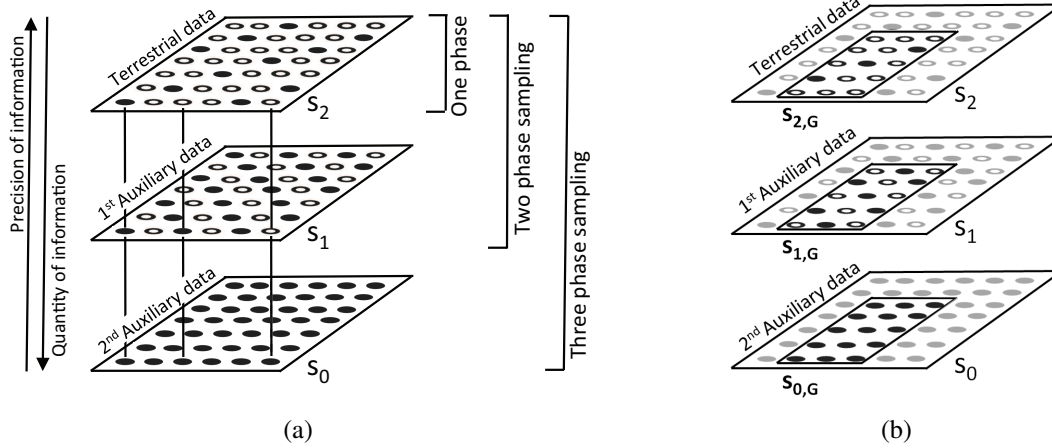 Precision of information
Quantity of information
Terrestrial data
S2
1st Auxiliary data
S1
2nd Auxiliary data
S0
One phase
Two phase sampling
Three phase sampling
(a)
Terrestrial data
S2
S2,G
1st Auxiliary data
S1
S1,G
2nd Auxiliary data
S0
S0,G
(b)